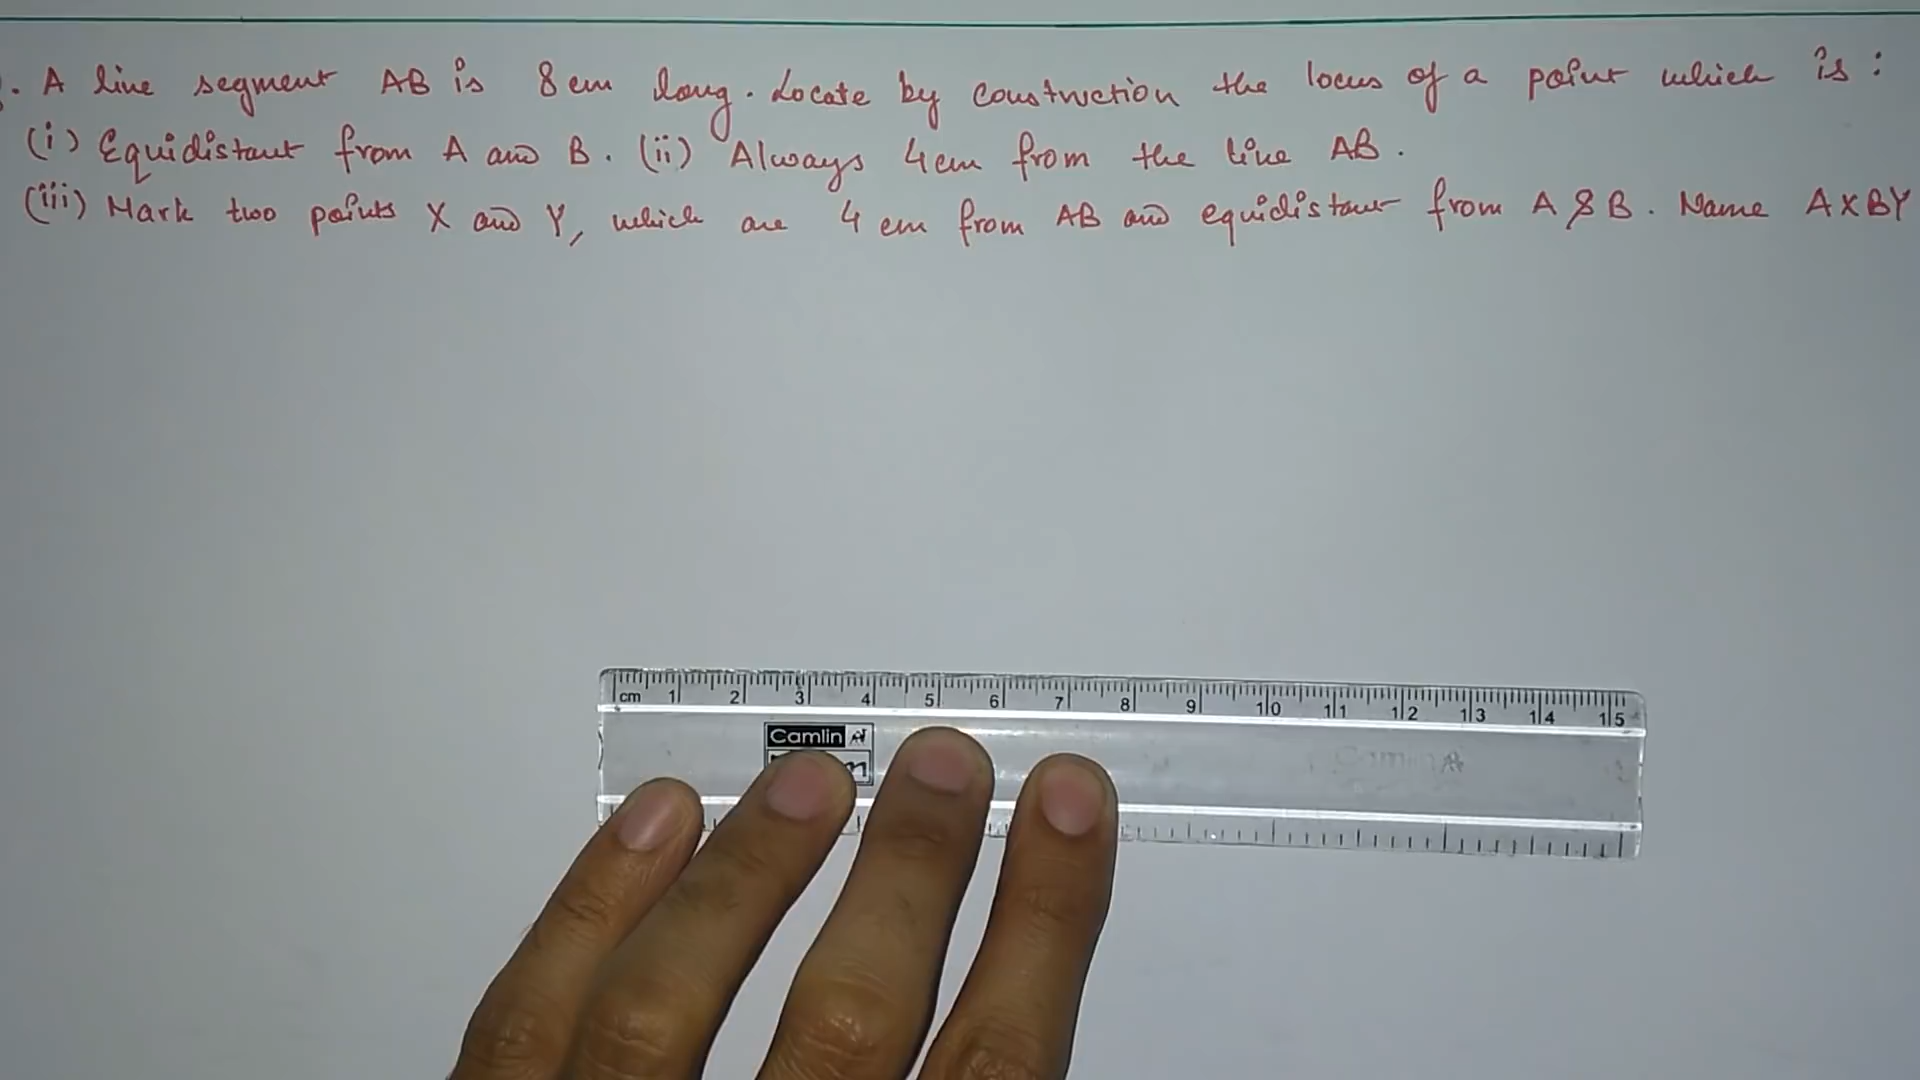 . A line segment AB is 8 cm long. Locate by construction the locus of a point which is :
(i) Equidistant from A and B. (ii) Always 4 cm from the line AB.
(iii) Mark two points X and Y, which are 4 cm from AB and equidistant from A & B. Name AXBY
cm 1 2 3 4 5 6 7 8 9 10 11 12 13 14 15
Camlin
Camlin